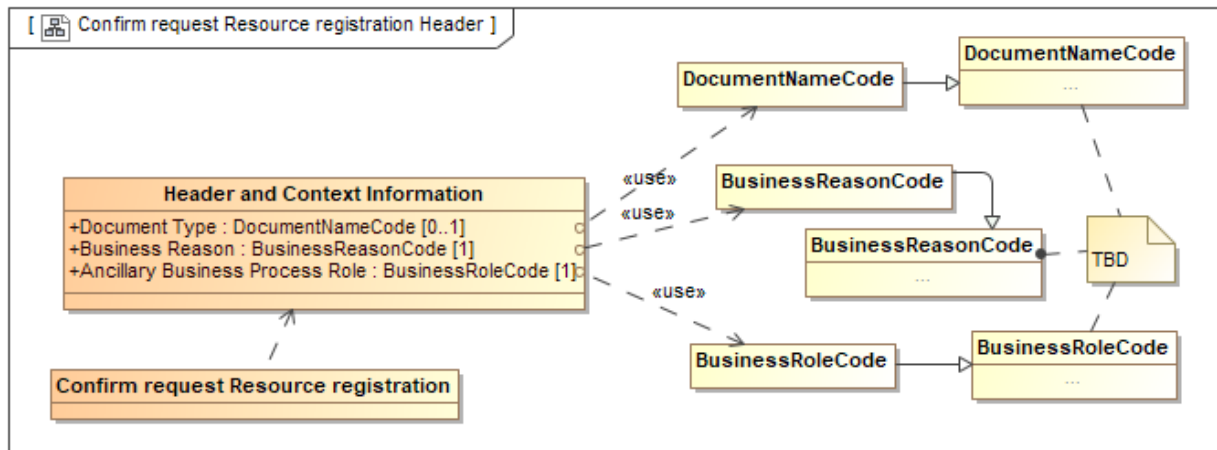 [ Confirm request Resource registration Header ]
DocumentNameCode
...
DocumentNameCode
«use»
BusinessReasonCode
«use»
BusinessReasonCode
...
TBD
Header and Context Information
+Document Type : DocumentNameCode [0..1]
+Business Reason : BusinessReasonCode [1]
+Ancillary Business Process Role : BusinessRoleCode [1]
«use»
BusinessRoleCode
BusinessRoleCode
...
Confirm request Resource registration